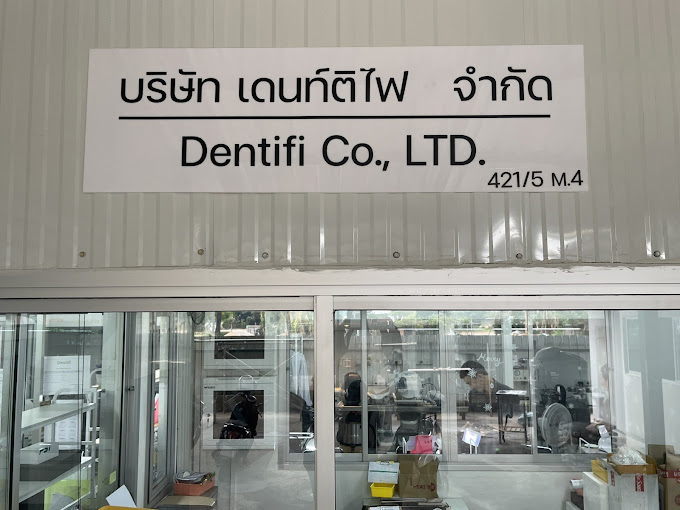 บริษัท เดนท์ติไฟ จำกัด
Dentifi Co., LTD.
421/5 ม.4